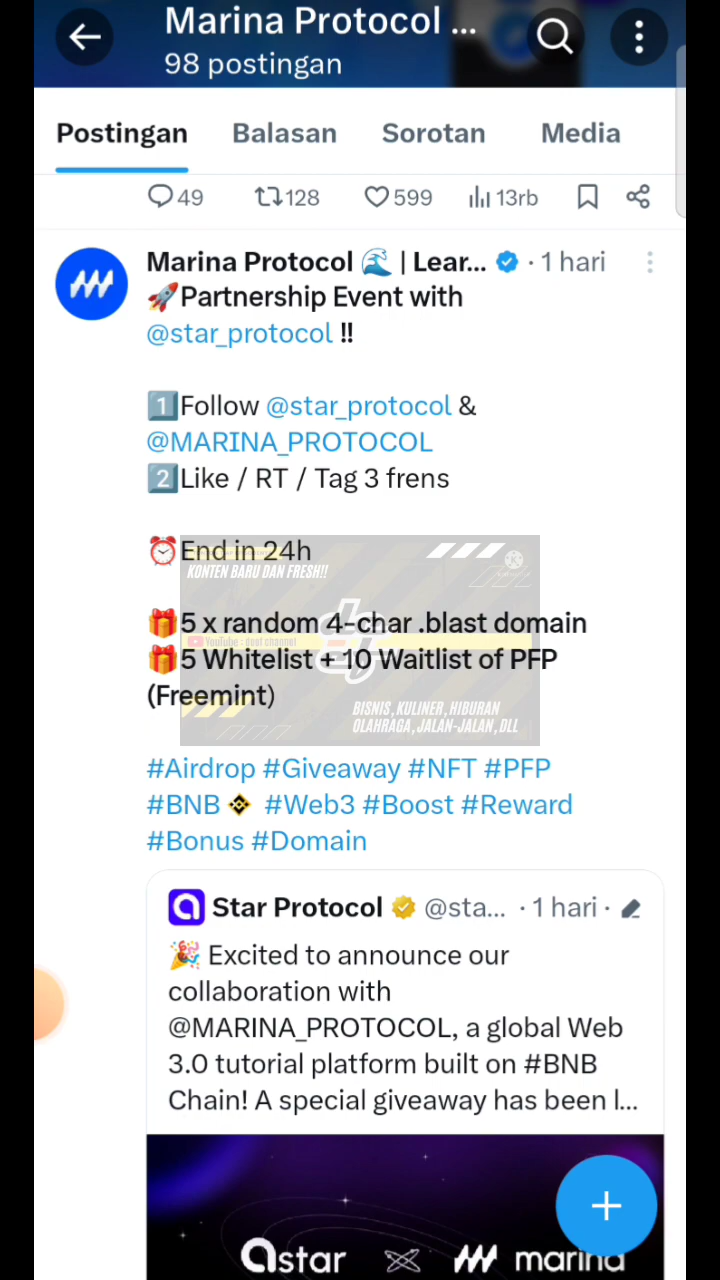 Marina Protocol ...
98 postingan
Postingan Balasan Sorotan Media
49 128 599 13rb
Marina Protocol 🌊 | Lear... · 1 hari
🚀Partnership Event with
@star_protocol ‼️
1️⃣Follow @star_protocol &
@MARINA_PROTOCOL
2️⃣Like / RT / Tag 3 frens
⏰End in 24h
KONTEN BARU DAN FRESH!!
🎁5 x random 4-char .blast domain
YouTube : deet channel
🎁5 Whitelist + 10 Waitlist of PFP
(Freemint)
BISNIS, KULINER, HIBURAN
OLAHRAGA, JALAN-JALAN, DLL
#Airdrop #Giveaway #NFT #PFP
#BNB #Web3 #Boost #Reward
#Bonus #Domain
Star Protocol @sta... · 1 hari ·
🎉 Excited to announce our
collaboration with
@MARINA_PROTOCOL, a global Web
3.0 tutorial platform built on #BNB
Chain! A special giveaway has been l...
astar marina